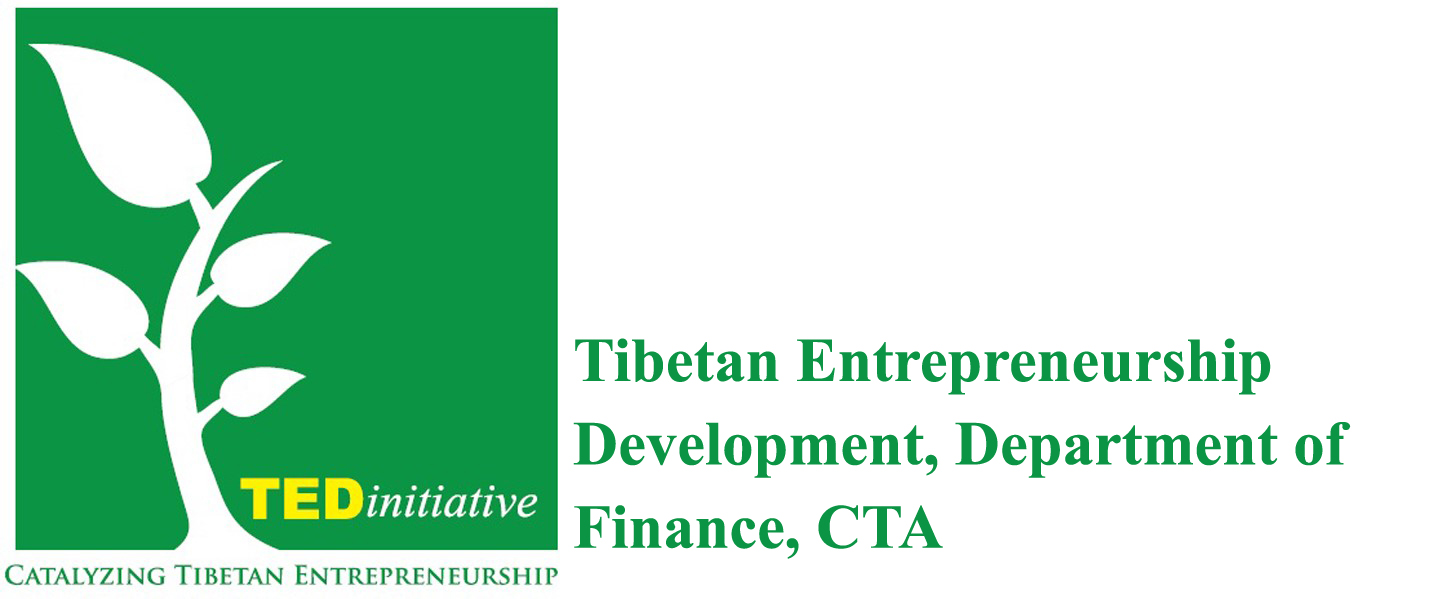 TEDinitiative
CATALYZING TIBETAN ENTREPRENEURSHIP
Tibetan Entrepreneurship
Development, Department of
Finance, CTA